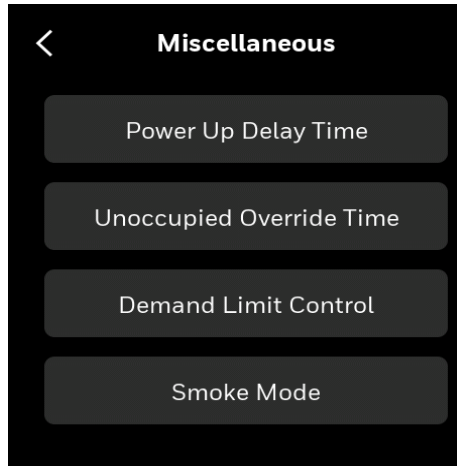 Miscellaneous
Power Up Delay Time
Unoccupied Override Time
Demand Limit Control
Smoke Mode